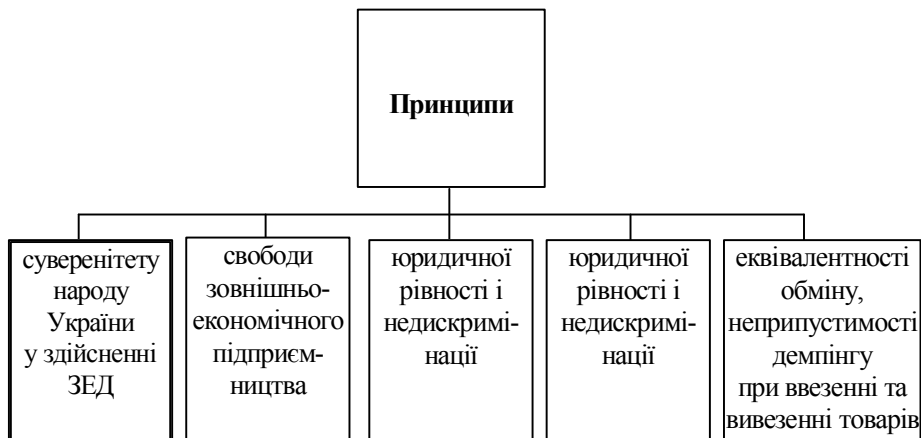 Принципи
суверенітету
народу
України
у здійсненні
ЗЕД
свободи
зовнішньо-
економічного
підприєм-
ництва
юридичної
рівності і
недискримі-
нації
юридичної
рівності і
недискримі-
нації
еквівалентності
обміну,
неприпустимості
демпінгу
при ввезенні та
вивезенні товарів